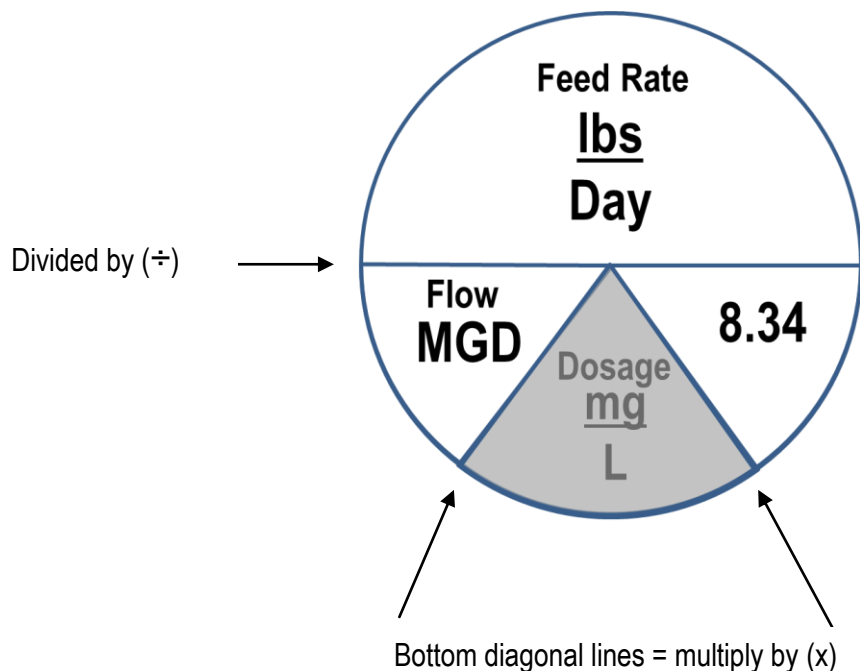 Feed Rate
lbs
Day
Divided by (÷)
Flow
MGD
8.34
Dosage
mg
L
Bottom diagonal lines = multiply by (x)